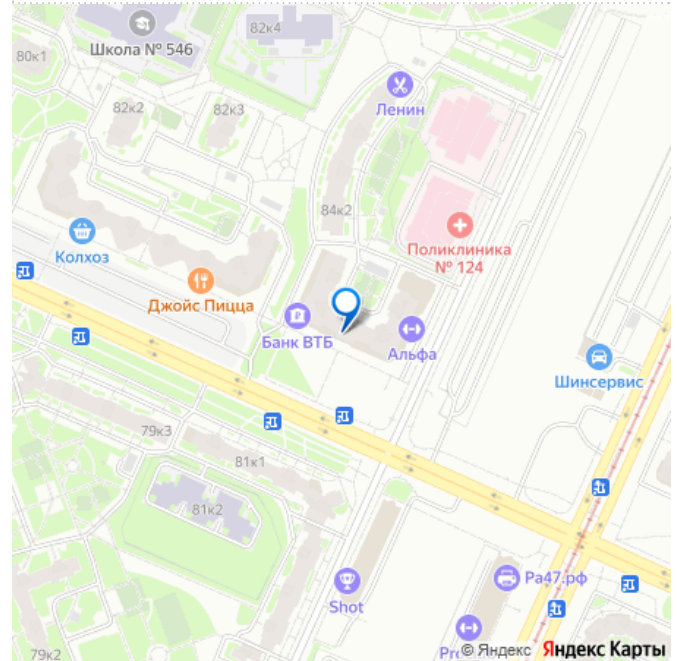 82к4
Школа № 546
80к1
Ленин
82к2
82к3
84к2
Колхоз
Поликлиника
№ 124
Джойс Пицца
Банк ВТБ
Альфа
Шинсервис
79к3
81к1
81к2
Ра47.рф
Shot
79к2
© Яндекс Яндекс Карты